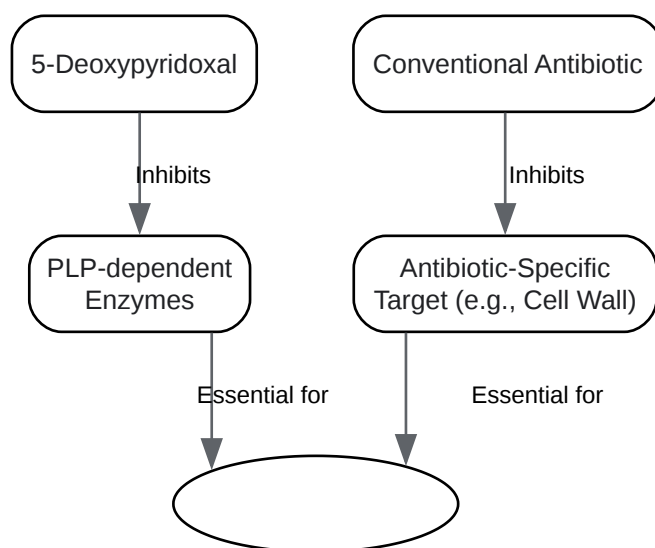 5-Deoxypyridoxal
Conventional Antibiotic
Inhibits
Inhibits
PLP-dependent
Enzymes
Antibiotic-Specific
Target (e.g., Cell Wall)
Essential for
Essential for